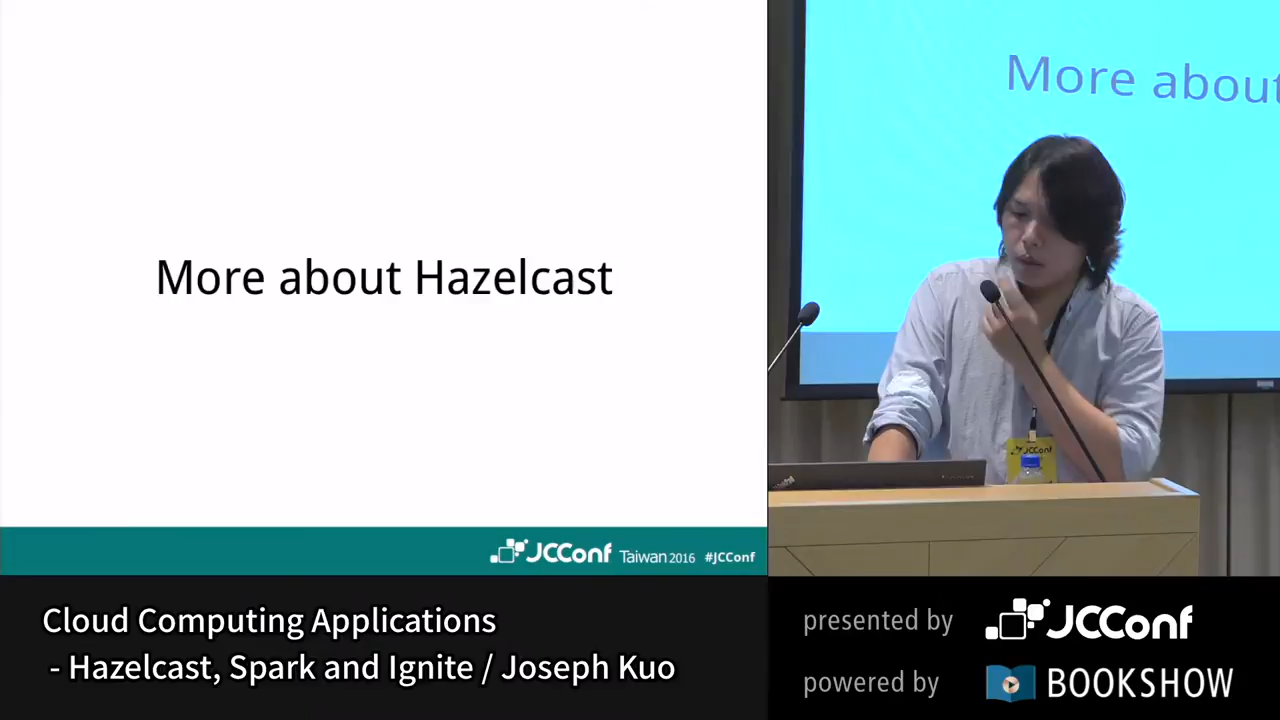 More about Hazelcast
JCConf Taiwan 2016 #JCConf
More about
JCConf
Cloud Computing Applications
- Hazelcast, Spark and Ignite / Joseph Kuo
presented by JCConf
powered by BOOKSHOW